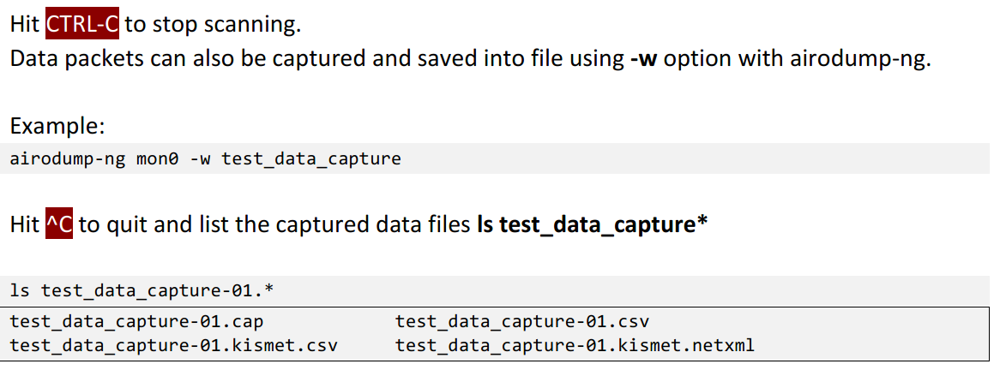 Hit CTRL-C to stop scanning.
Data packets can also be captured and saved into file using -w option with airodump-ng.
Example:
airodump-ng mon0 -w test_data_capture
Hit ^C to quit and list the captured data files ls test_data_capture*
ls test_data_capture-01.*
test_data_capture-01.cap test_data_capture-01.csv
test_data_capture-01.kismet.csv test_data_capture-01.kismet.netxml